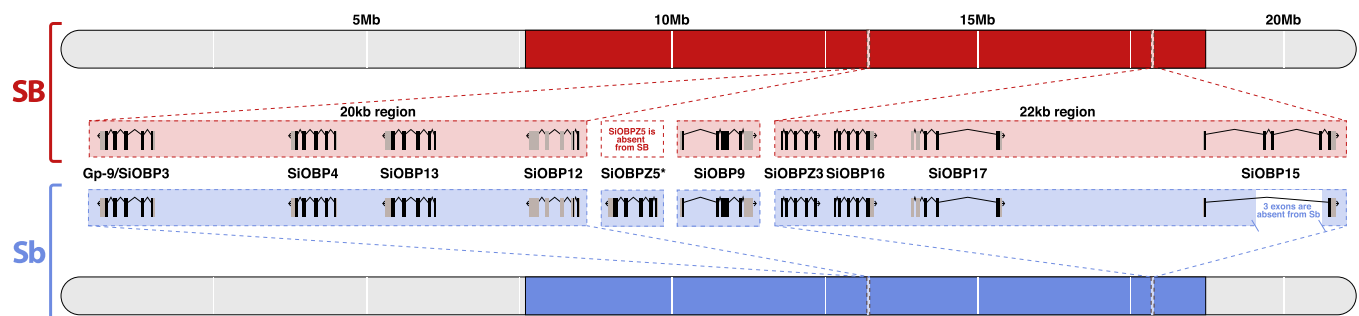 5Mb 10Mb 15Mb 20Mb
SB
20kb region 22kb region
SiOBPZ5 is
absent
from SB
Gp-9/SiOBP3 SiOBP4 SiOBP13 SiOBP12 SiOBPZ5* SiOBP9 SiOBPZ3 SiOBP16 SiOBP17 SiOBP15
3 exons are
absent from Sb
Sb